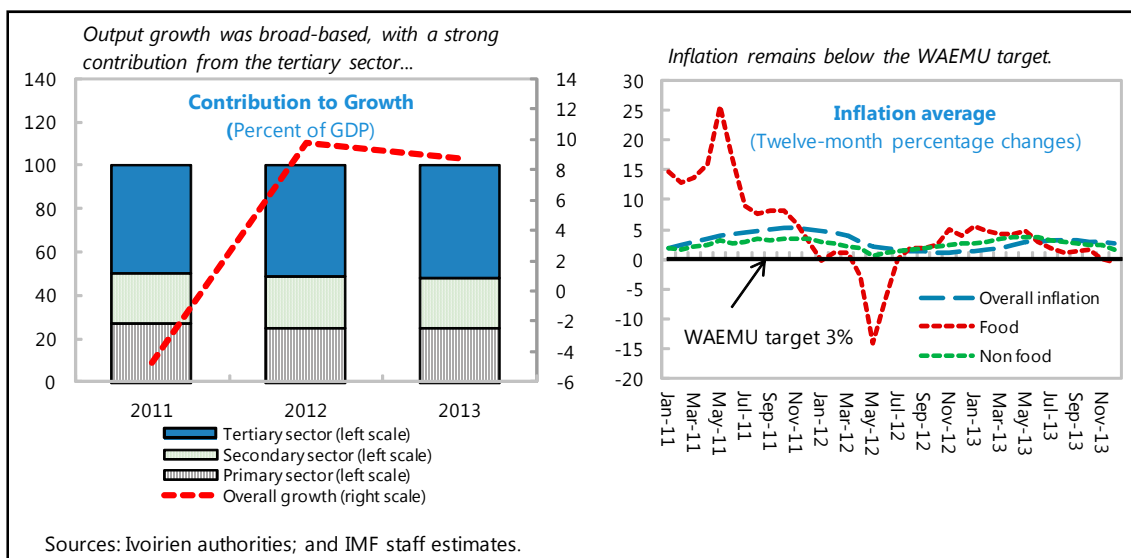 Output growth was broad-based, with a strong
contribution from the tertiary sector...
Contribution to Growth
(Percent of GDP)
140
120
100
80
60
40
20
0
14
12
10
8
6
4
2
0
-2
-4
-6
2011
2012
2013
Tertiary sector (left scale)
Secondary sector (left scale)
Primary sector (left scale)
Overall growth (right scale)
Inflation remains below the WAEMU target.
Inflation average
(Twelve-month percentage changes)
30
25
20
15
10
5
0
-5
-10
-15
-20
WAEMU target 3%
Overall inflation
Food
Non food
Jan-11
Mar-11
May-11
Jul-11
Sep-11
Nov-11
Jan-12
Mar-12
May-12
Jul-12
Sep-12
Nov-12
Jan-13
Mar-13
May-13
Jul-13
Sep-13
Nov-13
Sources: Ivoirien authorities; and IMF staff estimates.